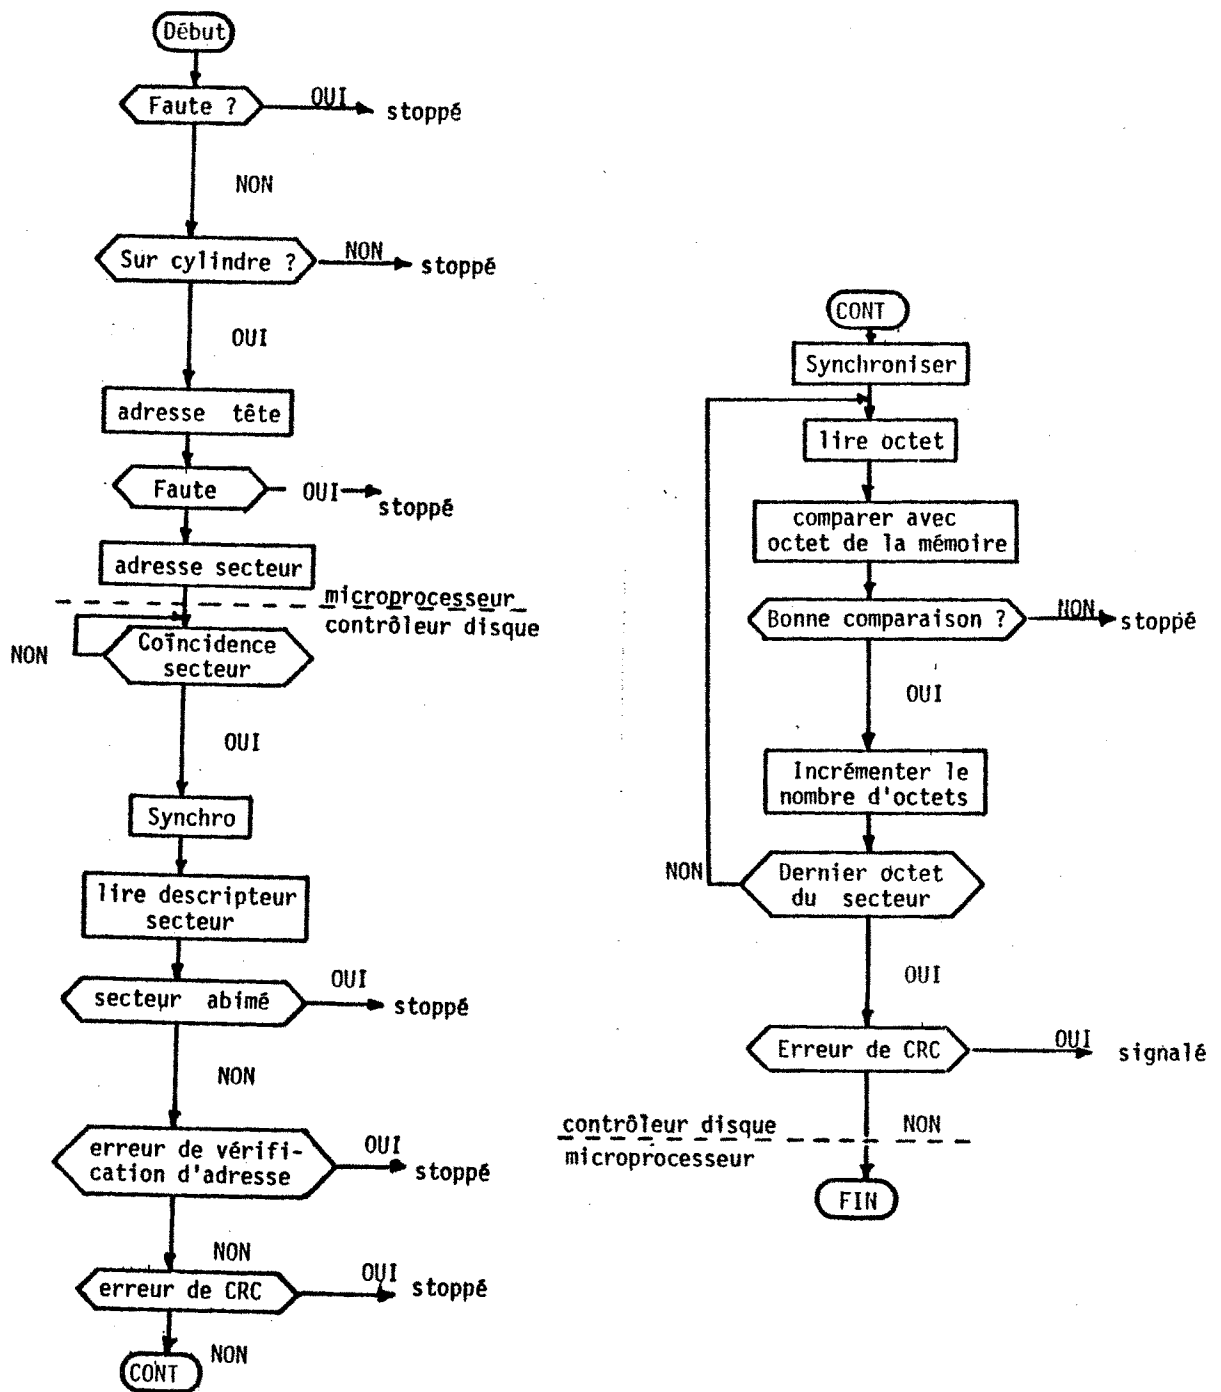 Début
Faute ?
OUI
stoppé
NON
Sur cylindre ?
NON
stoppé
OUI
adresse tête
Faute
OUI
stoppé
adresse secteur
microprocesseur
contrôleur disque
Coïncidence
secteur
NON
OUI
Synchro
lire descripteur
secteur
secteur abimé
OUI
stoppé
NON
erreur de vérifi-
cation d'adresse
OUI
stoppé
NON
erreur de CRC
OUI
stoppé
NON
CONT
CONT
Synchroniser
lire octet
comparer avec
octet de la mémoire
Bonne comparaison ?
NON
stoppé
OUI
Incrémenter le
nombre d'octets
Dernier octet
du secteur
NON
OUI
Erreur de CRC
OUI
signalé
NON
contrôleur disque
microprocesseur
FIN